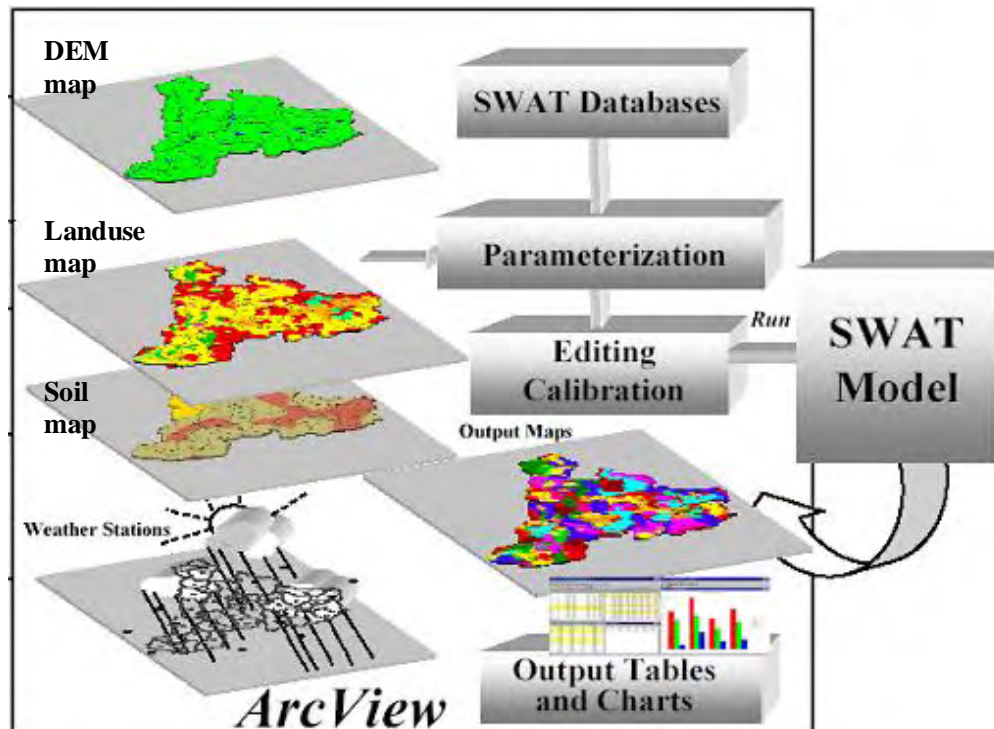 DEM
map
SWAT Databases
Landuse
map
Parameterization
Run
SWAT
Model
Editing
Calibration
Soil
map
Output Maps
Weather Stations
Output Tables
and Charts
ArcView